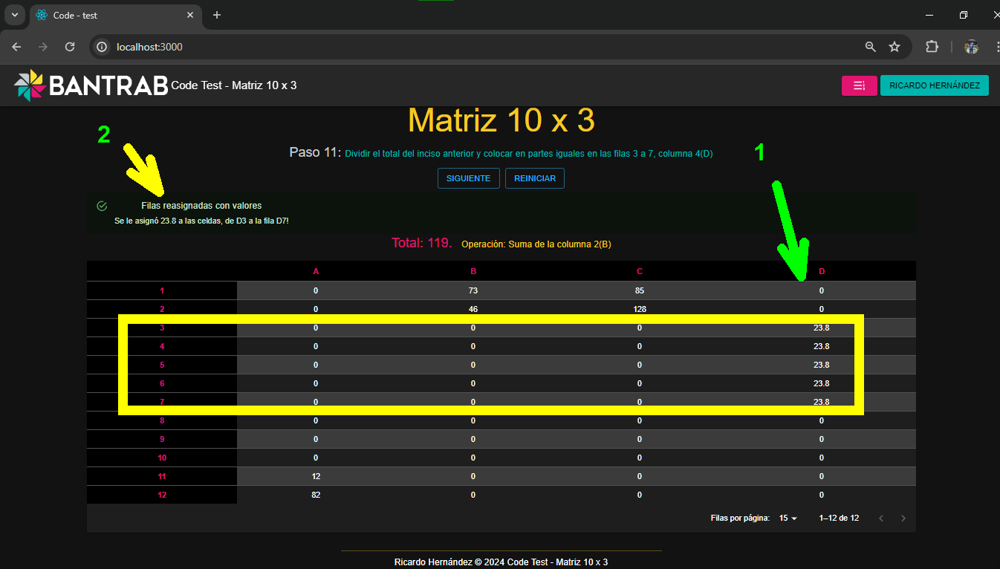 Code - test
localhost:3000
BANTRAB Code Test - Matriz 10 x 3
RICARDO HERNÁNDEZ
Matriz 10 x 3
2
Paso 11: Dividir el total del inciso anterior y colocar en partes iguales en las filas 3 a 7, columna 4(D)
1
SIGUIENTE REINICIAR
Filas reasignadas con valores
Se le asignó 23.8 a las celdas, de D3 a la fila D7!
Total: 119. Operación: Suma de la columna 2(B)
A B C D
1 0 73 85 0
2 0 46 128 0
3 0 0 0 23.8
4 0 0 0 23.8
5 0 0 0 23.8
6 0 0 0 23.8
7 0 0 0 23.8
8 0 0 0 0
9 0 0 0 0
10 0 0 0 0
11 12 0 0 0
12 82 0 0 0
Filas por página: 15 1–12 de 12
Ricardo Hernández © 2024 Code Test - Matriz 10 x 3